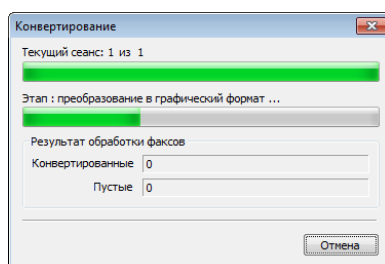 Конвертирование
Текущий сеанс: 1 из 1
Этап : преобразование в графический формат ...
Результат обработки факсов
Конвертированные 0
Пустые 0
Отмена